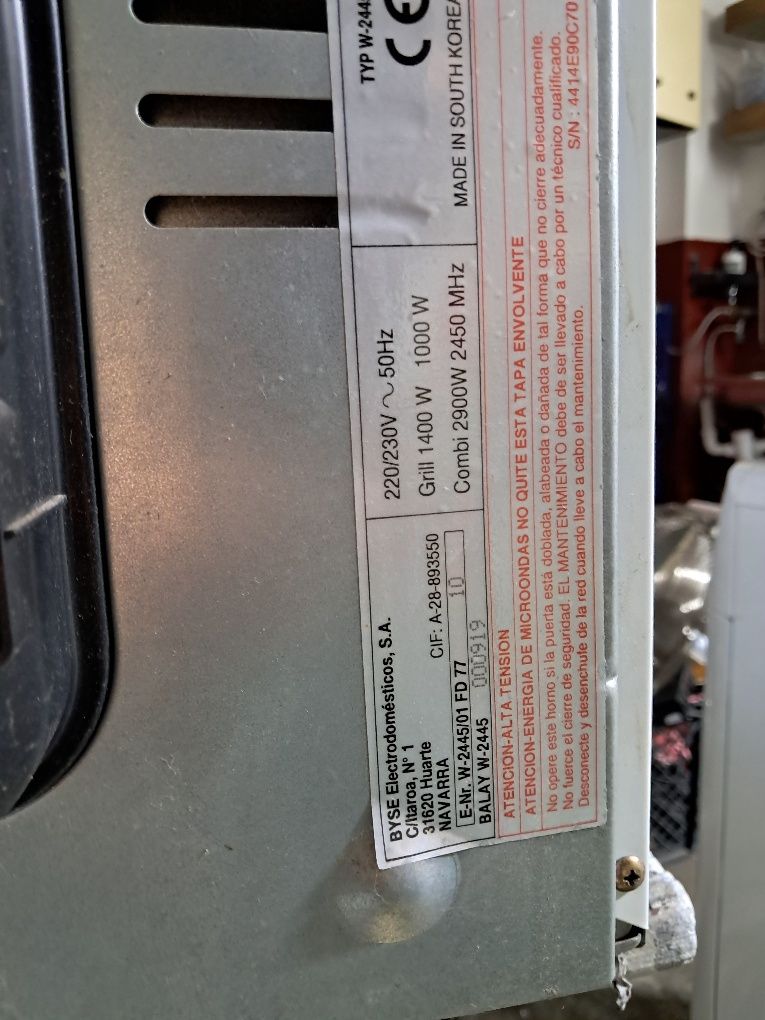 BYSE Electrodomésticos, S.A.
C/Itaroa, Nº 1
31620 Huarte
NAVARRA
CIF: A-28-893550
E-Nr. W-2445/01 FD 77 10
BALAY W-2445 000919
220/230V ~ 50Hz
Grill 1400 W 1000 W
Combi 2900W 2450 MHz
TYP W-244
CE
MADE IN SOUTH KOREA
ATENCION-ALTA TENSION
ATENCION-ENERGIA DE MICROONDAS NO QUITE ESTA TAPA ENVOLVENTE
No opere este horno si la puerta está doblada, alabeada o dañada de tal forma que no cierre adecuadamente.
No fuerce el cierre de seguridad. EL MANTENIMIENTO debe de ser llevado a cabo por un técnico cualificado.
Desconecte y desenchufe de la red cuando lleve a cabo el mantenimiento.
S/N : 4414E90C70